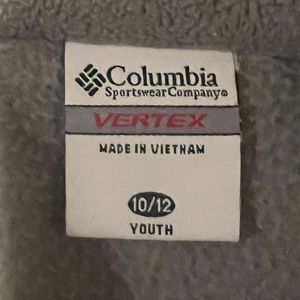 Columbia
Sportswear Company®
VERTEX
MADE IN VIETNAM
10/12
YOUTH